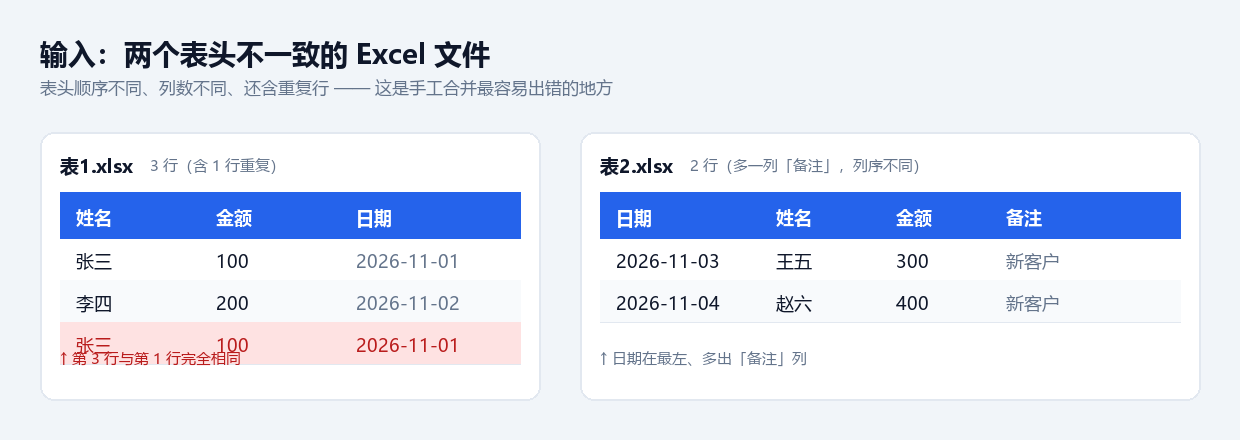 输入：两个表头不一致的 Excel 文件
表头顺序不同、列数不同、还含重复行 —— 这是手工合并最容易出错的地方
表1.xlsx 3 行（含 1 行重复）
姓名 金额 日期
张三 100 2026-11-01
李四 200 2026-11-02
张三 100 2026-11-01
↑ 第 3 行与第 1 行完全相同
表2.xlsx 2 行（多一列「备注」，列序不同）
日期 姓名 金额 备注
2026-11-03 王五 300 新客户
2026-11-04 赵六 400 新客户
↑ 日期在最左、多出「备注」列